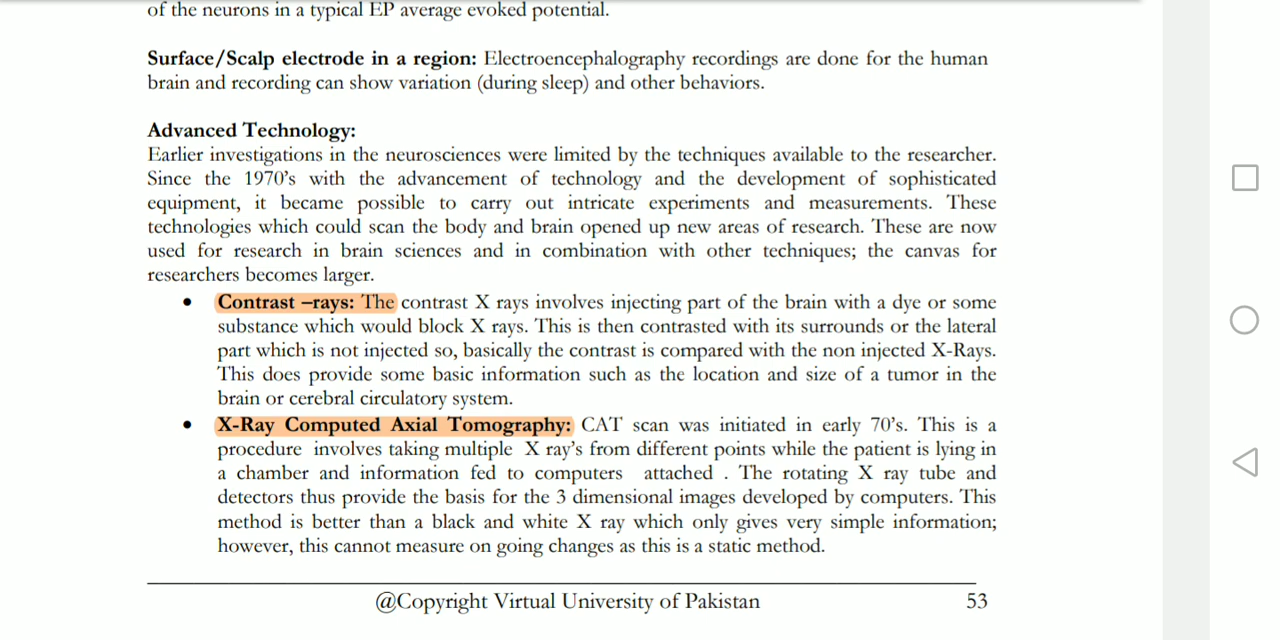 of the neurons in a typical EP average evoked potential.
Surface/Scalp electrode in a region: Electroencephalography recordings are done for the human
brain and recording can show variation (during sleep) and other behaviors.
Advanced Technology:
Earlier investigations in the neurosciences were limited by the techniques available to the researcher.
Since the 1970's with the advancement of technology and the development of sophisticated
equipment, it became possible to carry out intricate experiments and measurements. These
technologies which could scan the body and brain opened up new areas of research. These are now
used for research in brain sciences and in combination with other techniques; the canvas for
researchers becomes larger.
• Contrast –rays: The contrast X rays involves injecting part of the brain with a dye or some
substance which would block X rays. This is then contrasted with its surrounds or the lateral
part which is not injected so, basically the contrast is compared with the non injected X-Rays.
This does provide some basic information such as the location and size of a tumor in the
brain or cerebral circulatory system.
• X-Ray Computed Axial Tomography: CAT scan was initiated in early 70's. This is a
procedure involves taking multiple X ray's from different points while the patient is lying in
a chamber and information fed to computers attached . The rotating X ray tube and
detectors thus provide the basis for the 3 dimensional images developed by computers. This
method is better than a black and white X ray which only gives very simple information;
however, this cannot measure on going changes as this is a static method.
@Copyright Virtual University of Pakistan 53